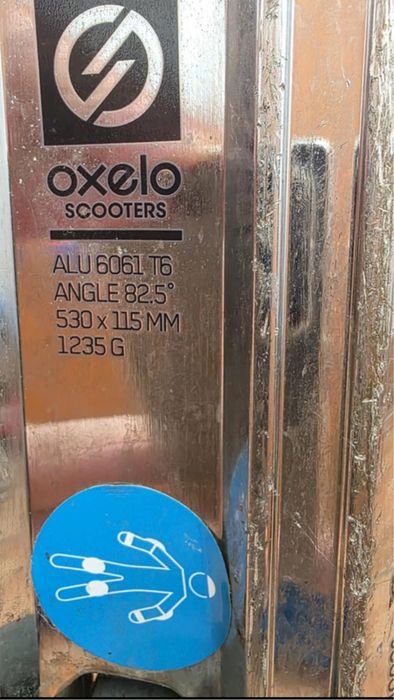 oxelo
SCOOTERS
ALU 6061 T6
ANGLE 82.5°
530 x 115 MM
1235 G